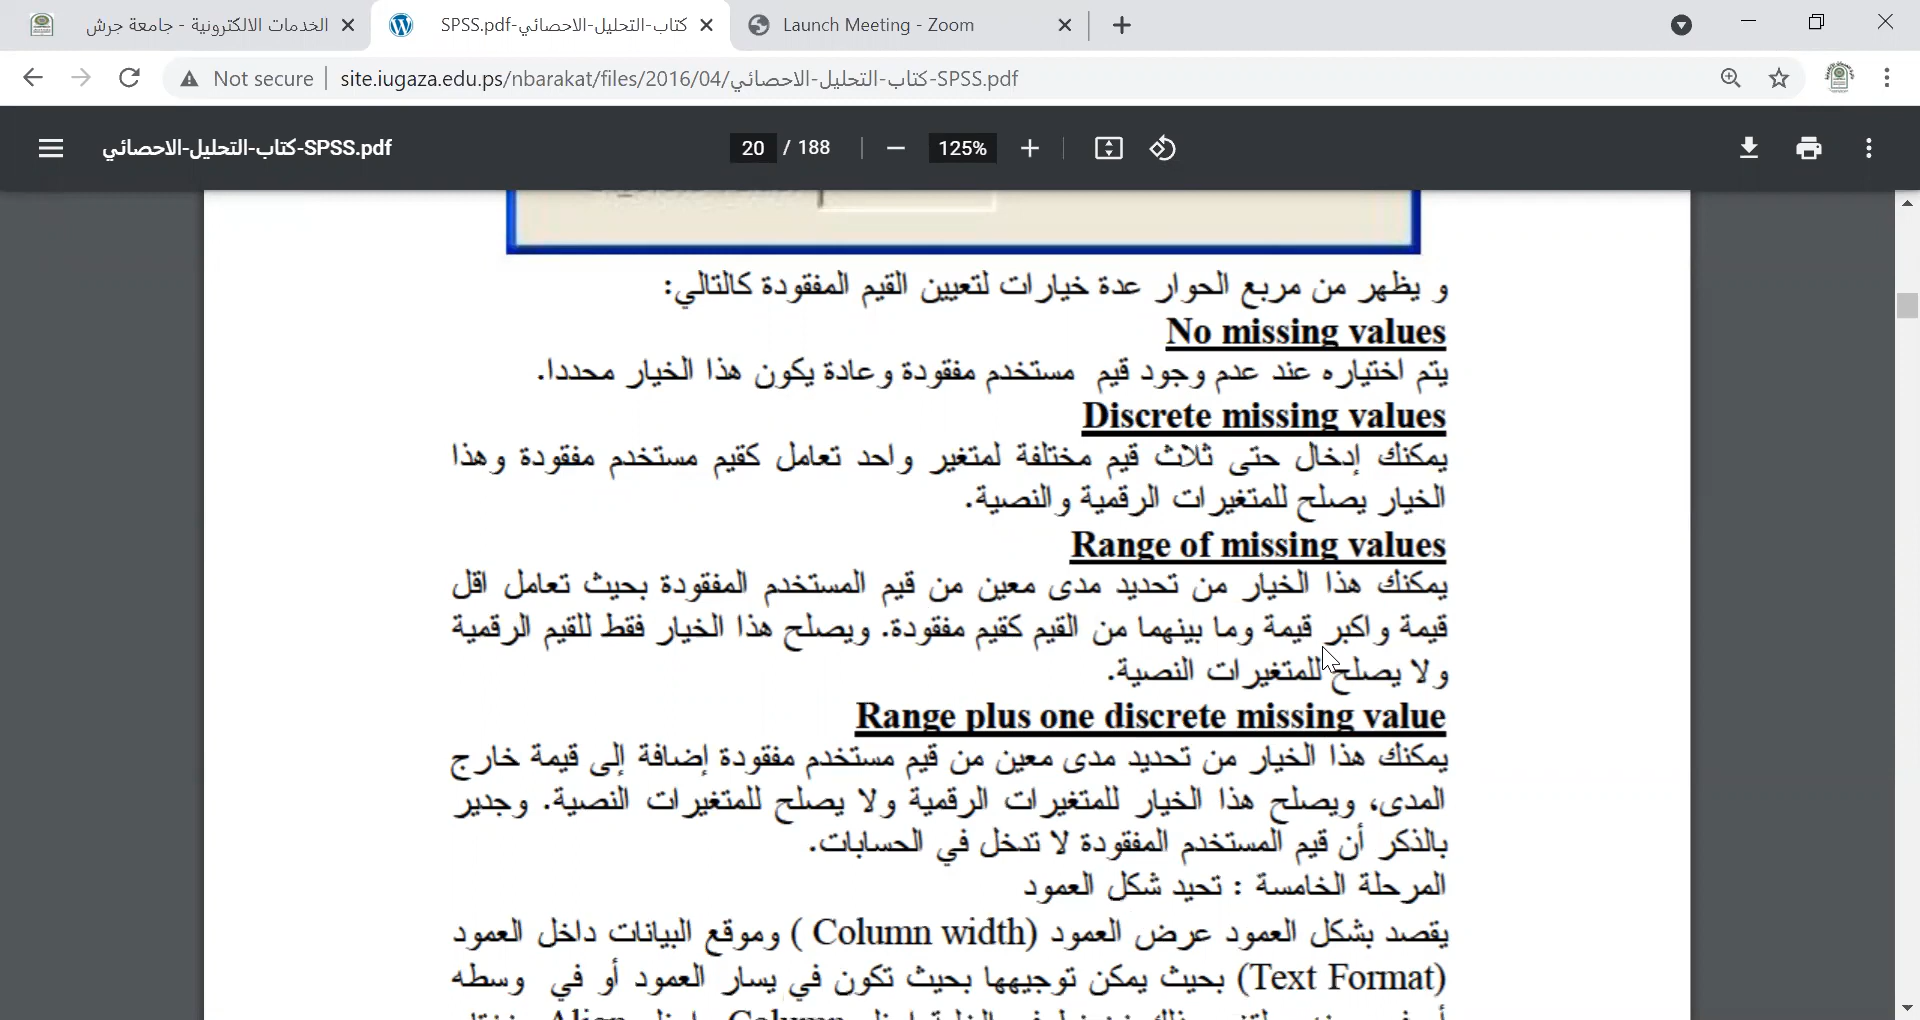 الخدمات الالكترونية - جامعة جرش
كتاب-التحليل-الاحصائي-SPSS.pdf
Launch Meeting - Zoom
Not secure
site.iugaza.edu.ps/nbarakat/files/2016/04/كتاب-التحليل-الاحصائي-SPSS.pdf
كتاب-التحليل-الاحصائي-SPSS.pdf
20 / 188
125%
و يظهر من مربع الحوار عدة خيارات لتعيين القيم المفقودة كالتالي:
No missing values
يتم اختياره عند عدم وجود قيم مستخدم مفقودة وعادة يكون هذا الخيار محددا.
Discrete missing values
يمكنك إدخال حتى ثلاث قيم مختلفة لمتغير واحد تعامل كقيم مستخدم مفقودة وهذا
الخيار يصلح للمتغيرات الرقمية والنصية.
Range of missing values
يمكنك هذا الخيار من تحديد مدى معين من قيم المستخدم المفقودة بحيث تعامل اقل
قيمة واكبر قيمة وما بينهما من القيم كقيم مفقودة. ويصلح هذا الخيار فقط للقيم الرقمية
ولا يصلح للمتغيرات النصية.
Range plus one discrete missing value
يمكنك هذا الخيار من تحديد مدى معين من قيم مستخدم مفقودة إضافة إلى قيمة خارج
المدى، ويصلح هذا الخيار للمتغيرات الرقمية ولا يصلح للمتغيرات النصية. وجدير
بالذكر أن قيم المستخدم المفقودة لا تدخل في الحسابات.
المرحلة الخامسة : تحيد شكل العمود
يقصد بشكل العمود عرض العمود (Column width ) وموقع البيانات داخل العمود
(Text Format) بحيث يمكن توجيهها بحيث تكون في يسار العمود أو في وسطه